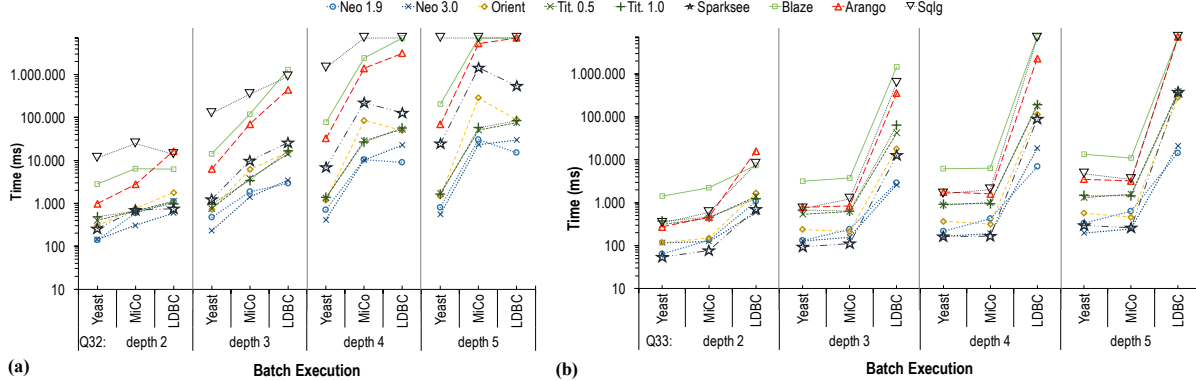 Neo 1.9 Neo 3.0 Orient Tit. 0.5 Tit. 1.0 Sparksee Blaze Arango Sqlg
Time (ms)
1.000.000
100.000
10.000
1.000
100
10
Yeast MiCo LDBC Yeast MiCo LDBC Yeast MiCo LDBC Yeast MiCo LDBC
Q32: depth 2 depth 3 depth 4 depth 5
(a) Batch Execution
Time (ms)
1.000.000
100.000
10.000
1.000
100
10
Yeast MiCo LDBC Yeast MiCo LDBC Yeast MiCo LDBC Yeast MiCo LDBC
Q33: depth 2 depth 3 depth 4 depth 5
(b) Batch Execution